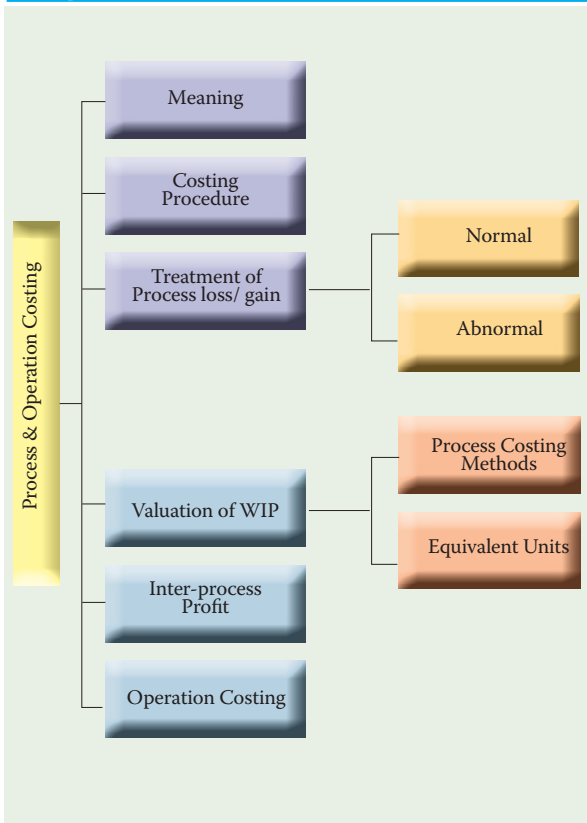 Process & Operation Costing
Meaning
Costing
Procedure
Treatment of
Process loss/ gain
Normal
Abnormal
Valuation of WIP
Process Costing
Methods
Equivalent Units
Inter-process
Profit
Operation Costing